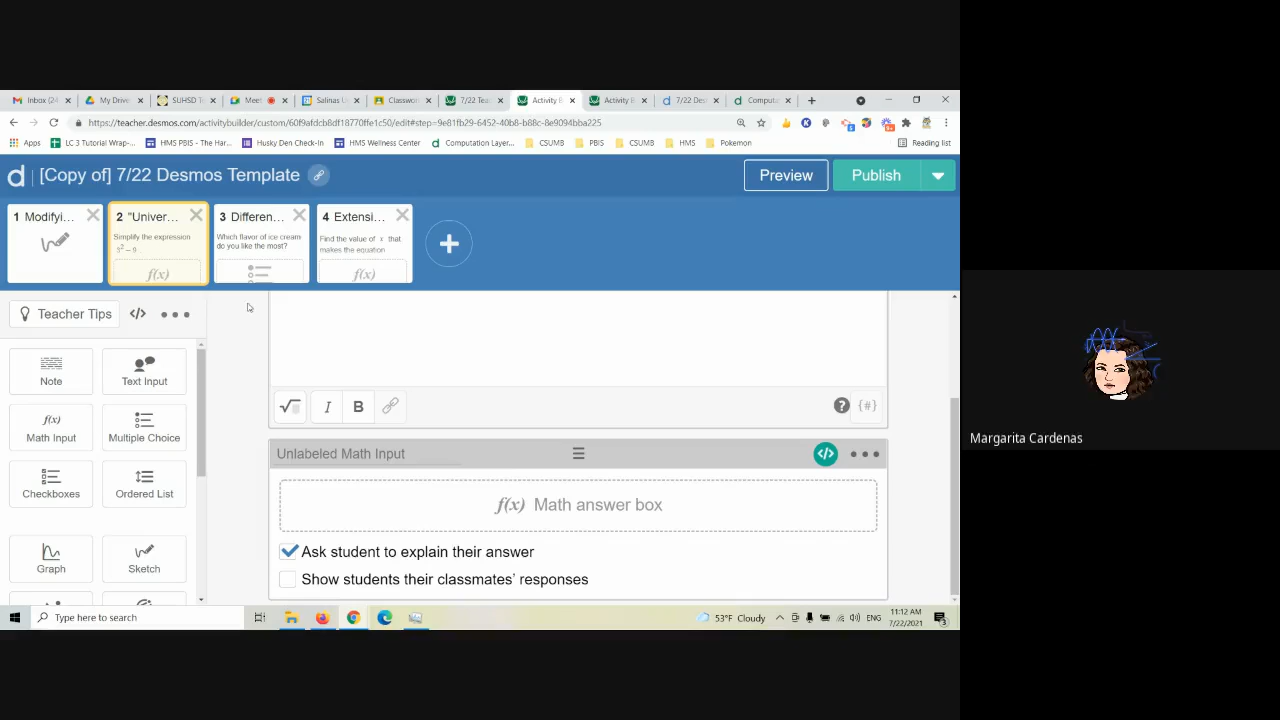 Inbox (24
My Drive
SUHSD T
Meet
Salinas U
Classwor
7/22 Tea
Activity B
Activity B
7/22 Des
Computa
https://teacher.desmos.com/activitybuilder/custom/60f9afdcb8df18770ffe1c50/edit#step=9e81fb29-6452-40b8-b88c-8e9094bba225
Apps
LC 3 Tutorial Wrap-...
HMS PBIS - The Har...
Husky Den Check-In
HMS Wellness Center
Computation Layer...
CSUMB
PBIS
CSUMB
HMS
Pokemon
Reading list
d [Copy of] 7/22 Desmos Template
Preview
Publish
1 Modifyi...
2 "Univer...
3 Differen...
4 Extensi...
Simplify the expression
f(x)
Which flavor of ice cream
do you like the most?
Find the value of x that
makes the equation
f(x)
Teacher Tips </>
Note
Text Input
f(x)
Math Input
Multiple Choice
Checkboxes
Ordered List
Graph
Sketch
I B
? {#}
Unlabeled Math Input
</>
f(x) Math answer box
Ask student to explain their answer
Show students their classmates' responses
Margarita Cardenas
Type here to search
53°F Cloudy
ENG
11:12 AM
7/22/2021
3